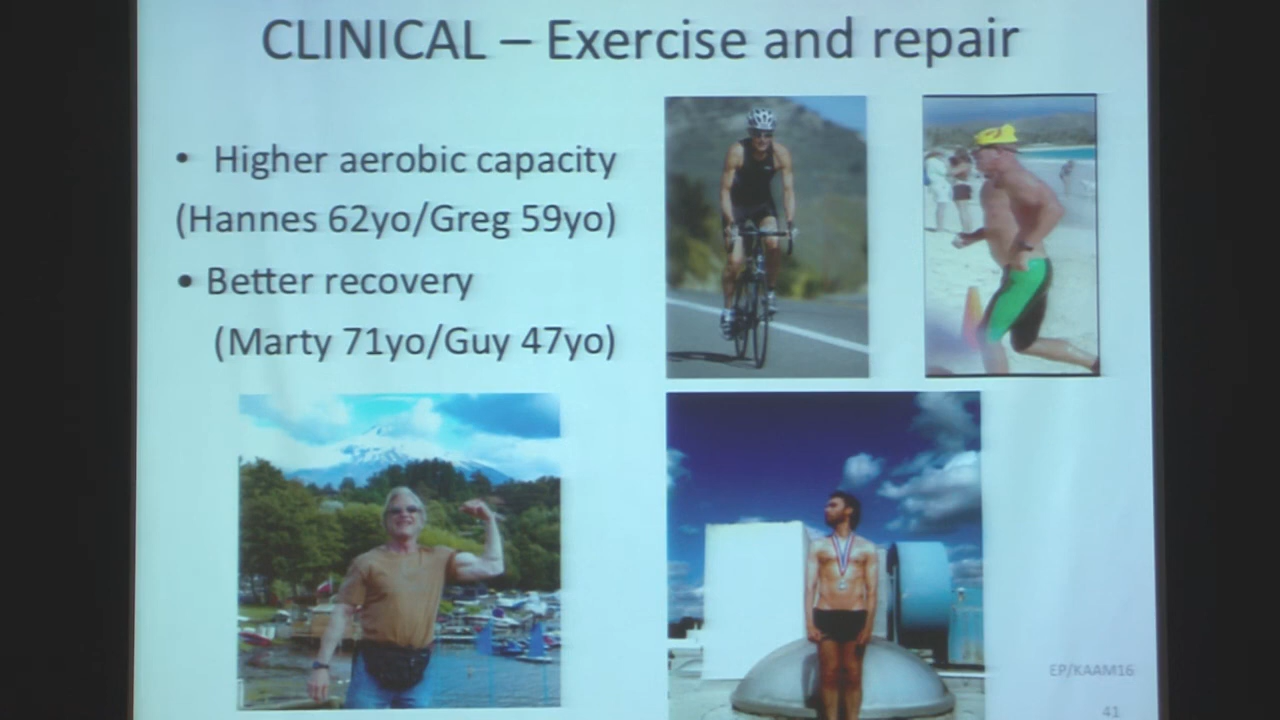 CLINICAL – Exercise and repair
• Higher aerobic capacity
(Hannes 62yo/Greg 59yo)
• Better recovery
(Marty 71yo/Guy 47yo)
EP/KAAM16
41